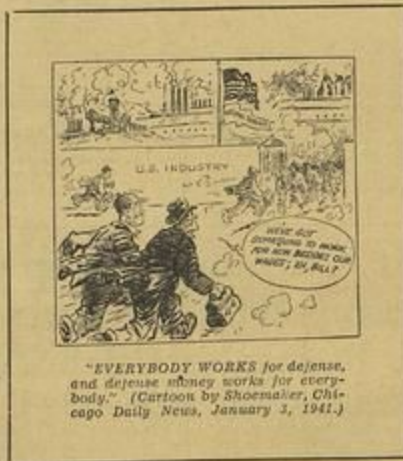 U.S. INDUSTRY
WE'VE GOT
SOMETHING TO WORK
FOR NOW BESIDES OUR
WAGES; EH, BILL?
"EVERYBODY WORKS for defense,
and defense money works for every-
body." (Cartoon by Shoemaker, Chi-
cago Daily News, January 3, 1941.)